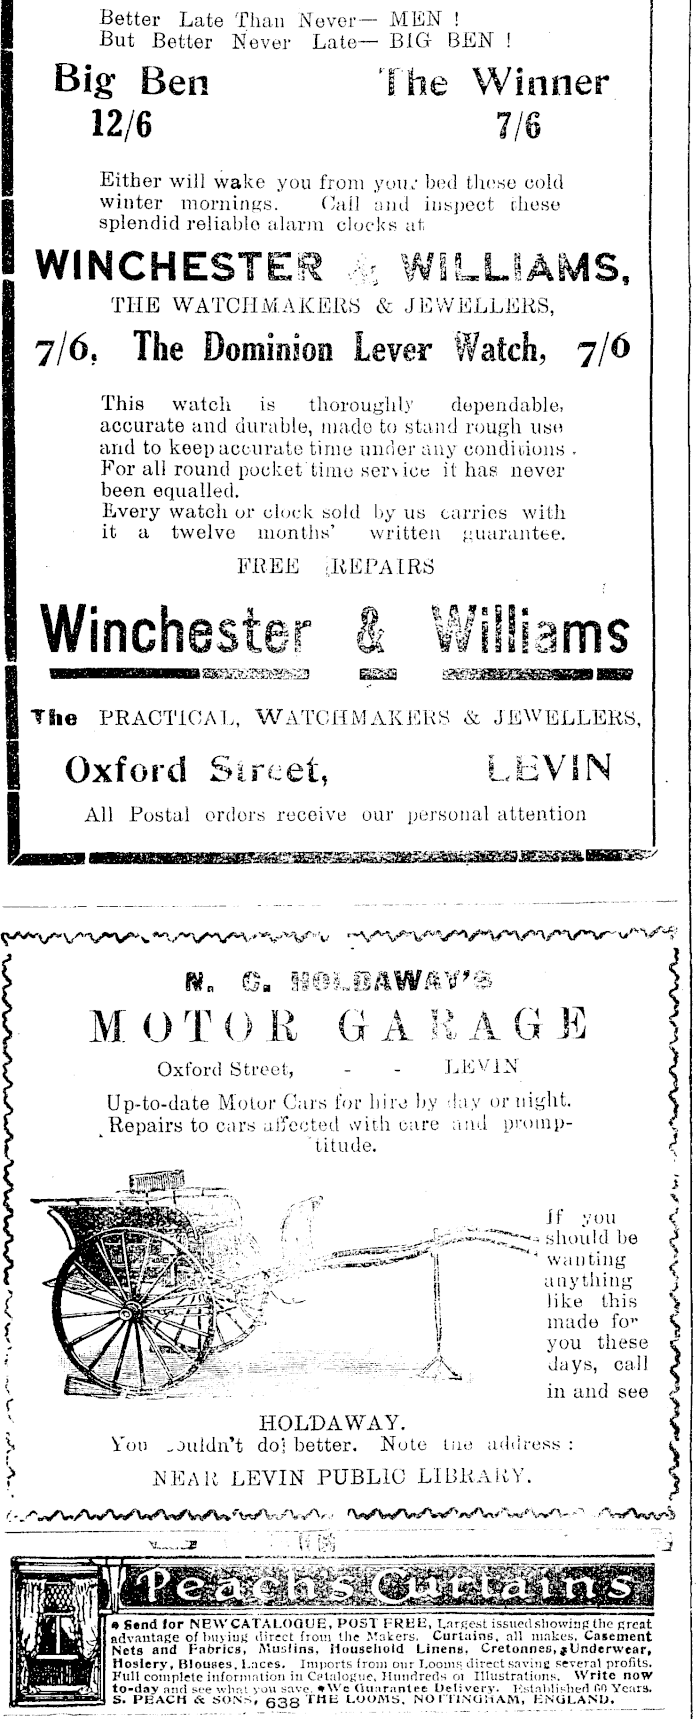 Better Late Than Never— MEN !
But Better Never Late— BIG BEN !
Big Ben The Winner
12/6 7/6
Either will wake you from your bed these cold
winter mornings. Call and inspect these
splendid reliable alarm clocks at
WINCHESTER & WILLIAMS,
THE WATCHMAKERS & JEWELLERS,
7/6. The Dominion Lever Watch, 7/6
This watch is thoroughly dependable,
accurate and durable, made to stand rough use
and to keep accurate time under any conditions .
For all round pocket time service it has never
been equalled.
Every watch or clock sold by us carries with
it a twelve months' written guarantee.
FREE REPAIRS
Winchester & Williams
The PRACTICAL, WATCHMAKERS & JEWELLERS,
Oxford Street, LEVIN
All Postal orders receive our personal attention
N. C. HOLDAWAY'S
MOTOR GARAGE
Oxford Street, - - LEVIN
Up-to-date Motor Cars for hire by day or night.
Repairs to cars affected with care and promp-
titude.
If you
should be
wanting
anything
like this
made for
you these
days, call
in and see
HOLDAWAY.
You couldn't do better. Note the address :
NEAR LEVIN PUBLIC LIBRARY.
Peach's Curtains
Send for NEW CATALOGUE, POST FREE, Largest issued showing the great
advantage of buying direct from the Makers. Curtains, all makes, Casement
Nets and Fabrics, Muslins, Household Linens, Cretonnes, Underwear,
Hosiery, Blouses, Laces. Imports from our Looms direct saving several profits.
Full complete information in Catalogue, Hundreds of Illustrations. Write now
to-day and see what you save. We Guarantee Delivery. Established 60 Years.
S. PEACH & SONS, 638 THE LOOMS, NOTTINGHAM, ENGLAND.